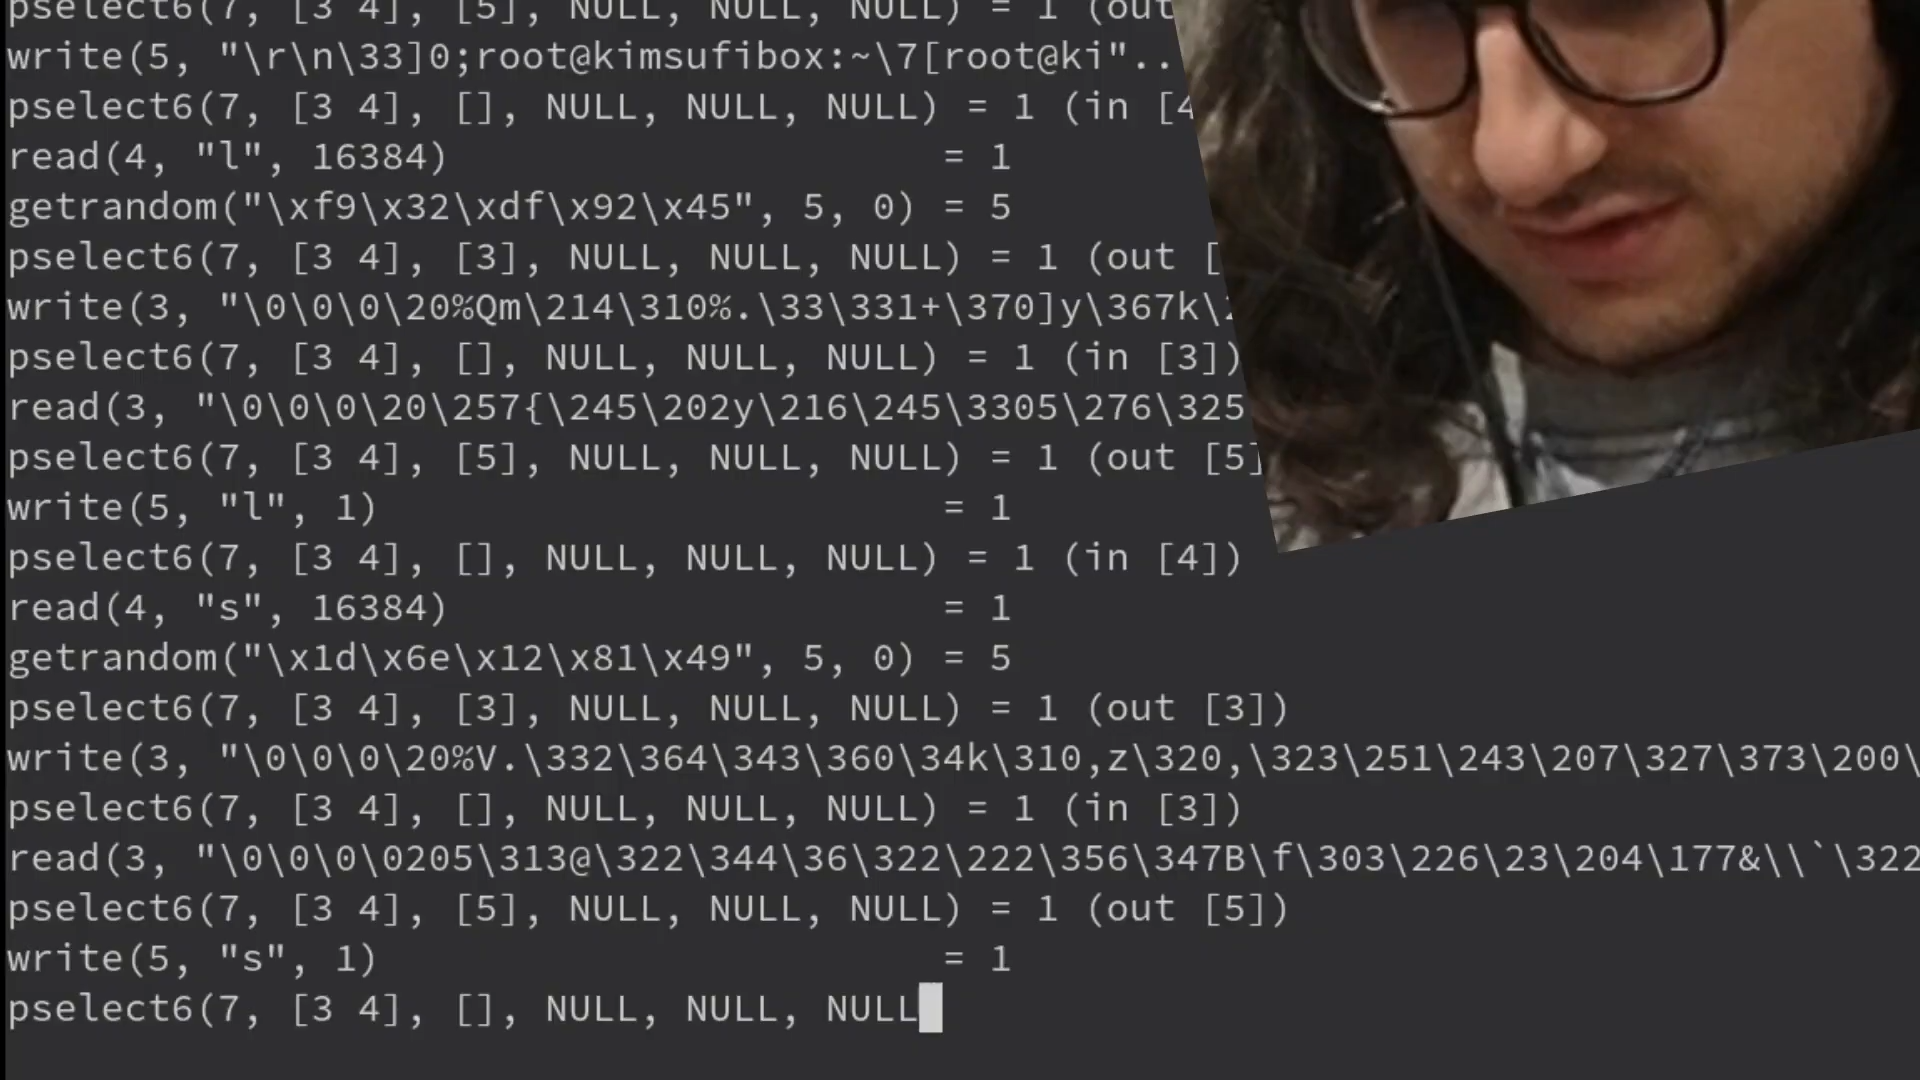 pselect6(7, [3 4], [5], NULL, NULL, NULL) = 1 (out
write(5, "\r\n\33]0;root@kimsufibox:~\7[root@ki"..
pselect6(7, [3 4], [], NULL, NULL, NULL) = 1 (in [4
read(4, "l", 16384) = 1
getrandom("\xf9\x32\xdf\x92\x45", 5, 0) = 5
pselect6(7, [3 4], [3], NULL, NULL, NULL) = 1 (out [
write(3, "\0\0\0\20%Qm\214\310%.\33\331+\370]y\367k\
pselect6(7, [3 4], [], NULL, NULL, NULL) = 1 (in [3])
read(3, "\0\0\0\20\257{\245\202y\216\245\3305\276\325
pselect6(7, [3 4], [5], NULL, NULL, NULL) = 1 (out [5]
write(5, "l", 1) = 1
pselect6(7, [3 4], [], NULL, NULL, NULL) = 1 (in [4])
read(4, "s", 16384) = 1
getrandom("\x1d\x6e\x12\x81\x49", 5, 0) = 5
pselect6(7, [3 4], [3], NULL, NULL, NULL) = 1 (out [3])
write(3, "\0\0\0\20%V.\332\364\343\360\34k\310,z\320,\323\251\243\207\327\373\200\
pselect6(7, [3 4], [], NULL, NULL, NULL) = 1 (in [3])
read(3, "\0\0\0\0205\313@\322\344\36\322\222\356\347B\f\303\226\23\204\177&\\`\322
pselect6(7, [3 4], [5], NULL, NULL, NULL) = 1 (out [5])
write(5, "s", 1) = 1
pselect6(7, [3 4], [], NULL, NULL, NULL